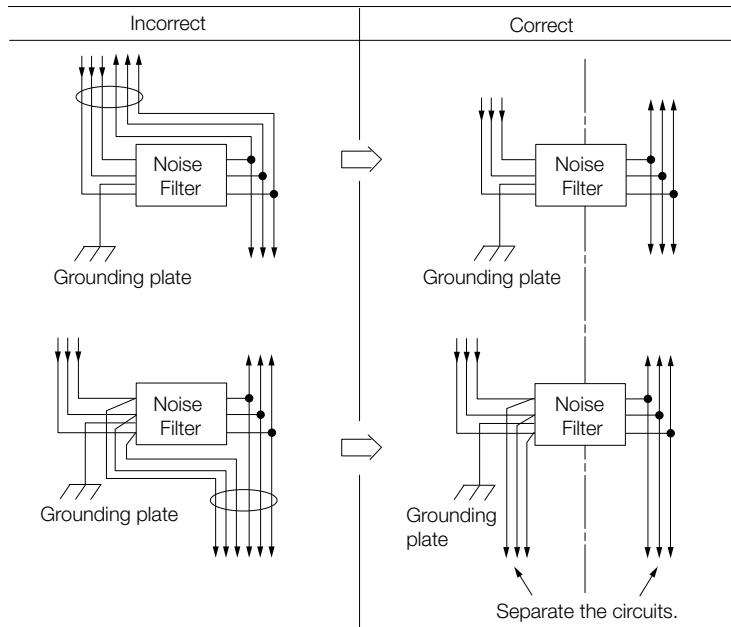 Incorrect
Correct
Noise
Filter
Grounding plate
Noise
Filter
Grounding plate
Noise
Filter
Grounding plate
Noise
Filter
Grounding
plate
Separate the circuits.